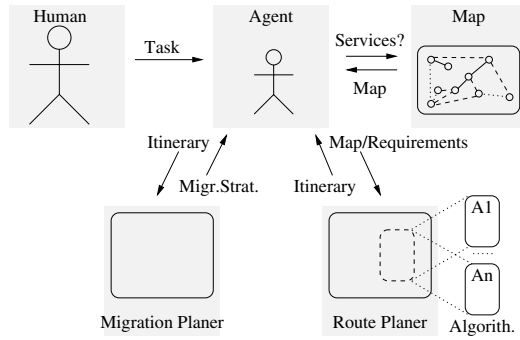 Human
Agent
Map
Task
Services?
Map
Itinerary
Map/Requirements
Migr.Strat.
Itinerary
A1
......
An
Migration Planer
Route Planer
Algorith.